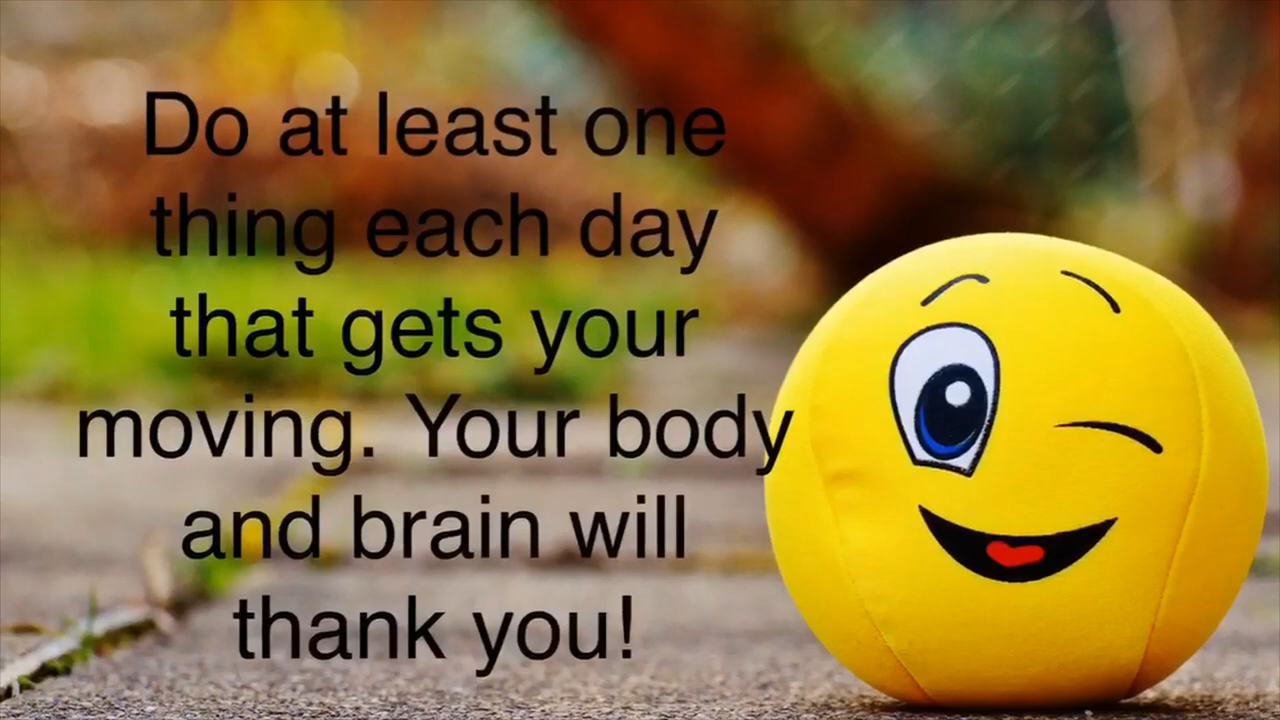 Do at least one
thing each day
that gets your
moving. Your body
and brain will
thank you!